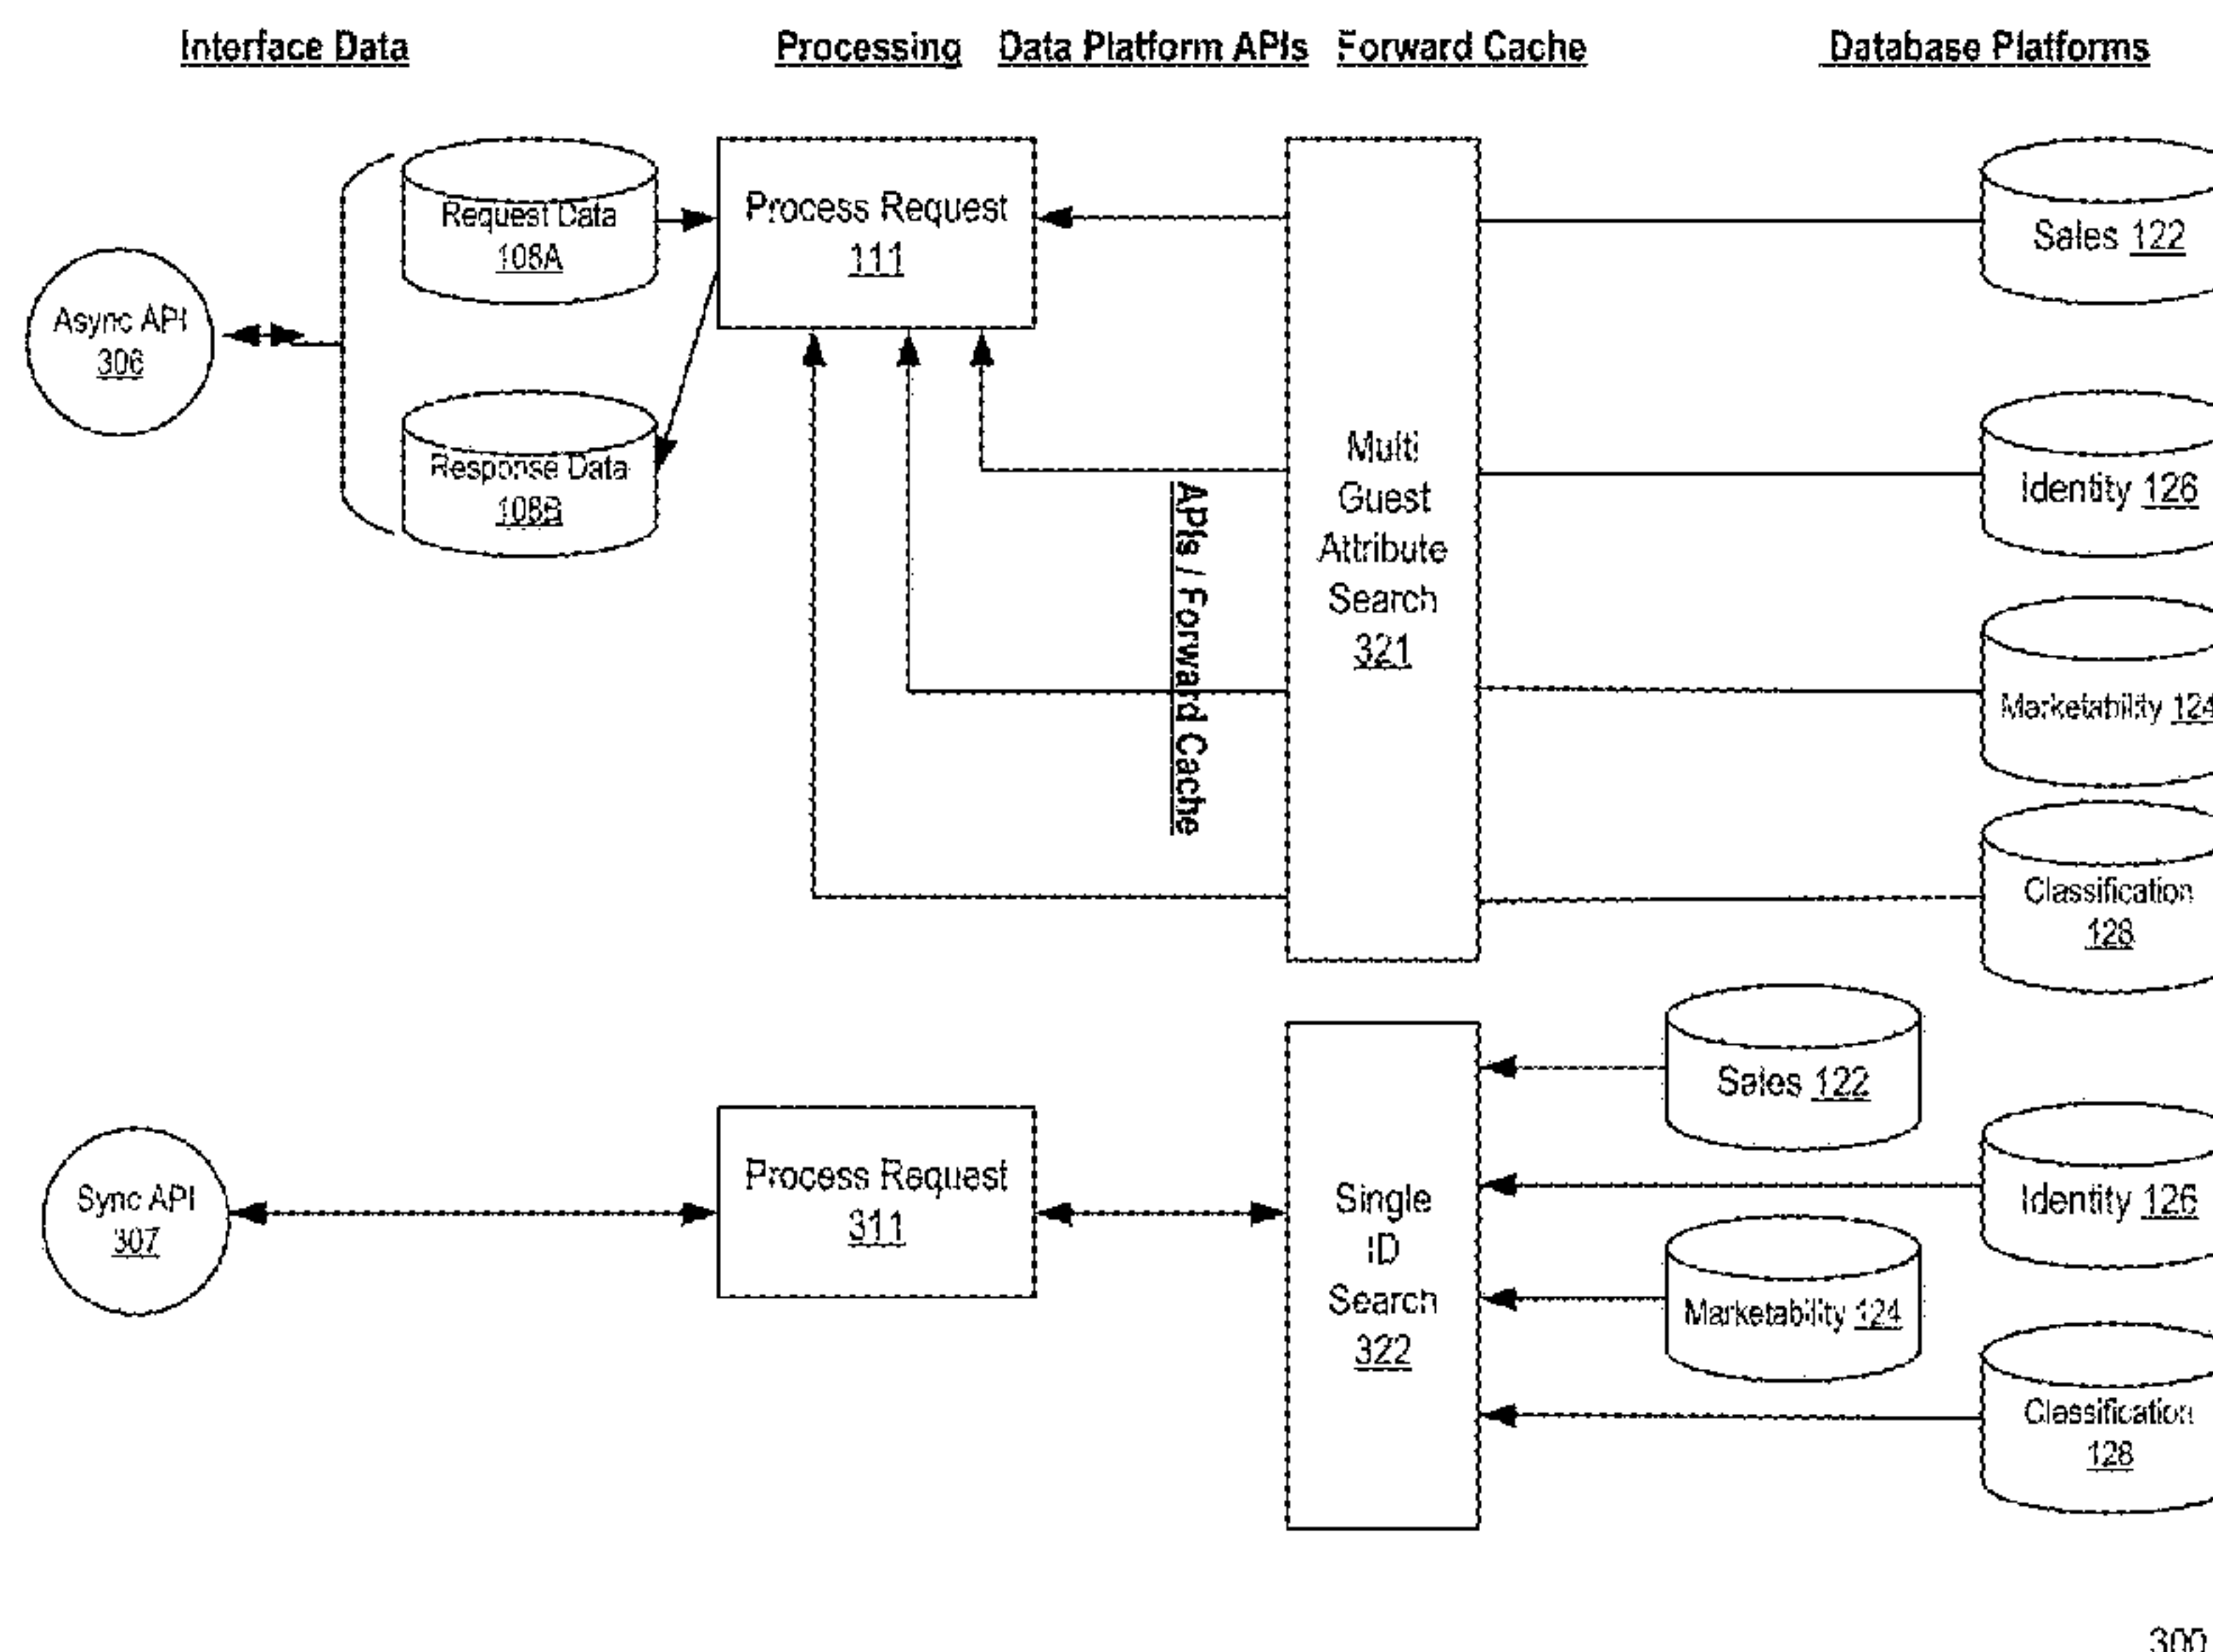 Interface Data
Processing
Data Platform APIs
Forward Cache
Database Platforms
Request Data
108A
Process Request
111
Sales 122
Async API
306
Response Data
108B
Multi
Guest
Attribute
Search
321
APIs / Forward Cache
Identity 126
Marketability 124
Classification
128
Sales 122
Sync API
307
Process Request
311
Single
ID
Search
322
Identity 126
Marketability 124
Classification
128
300